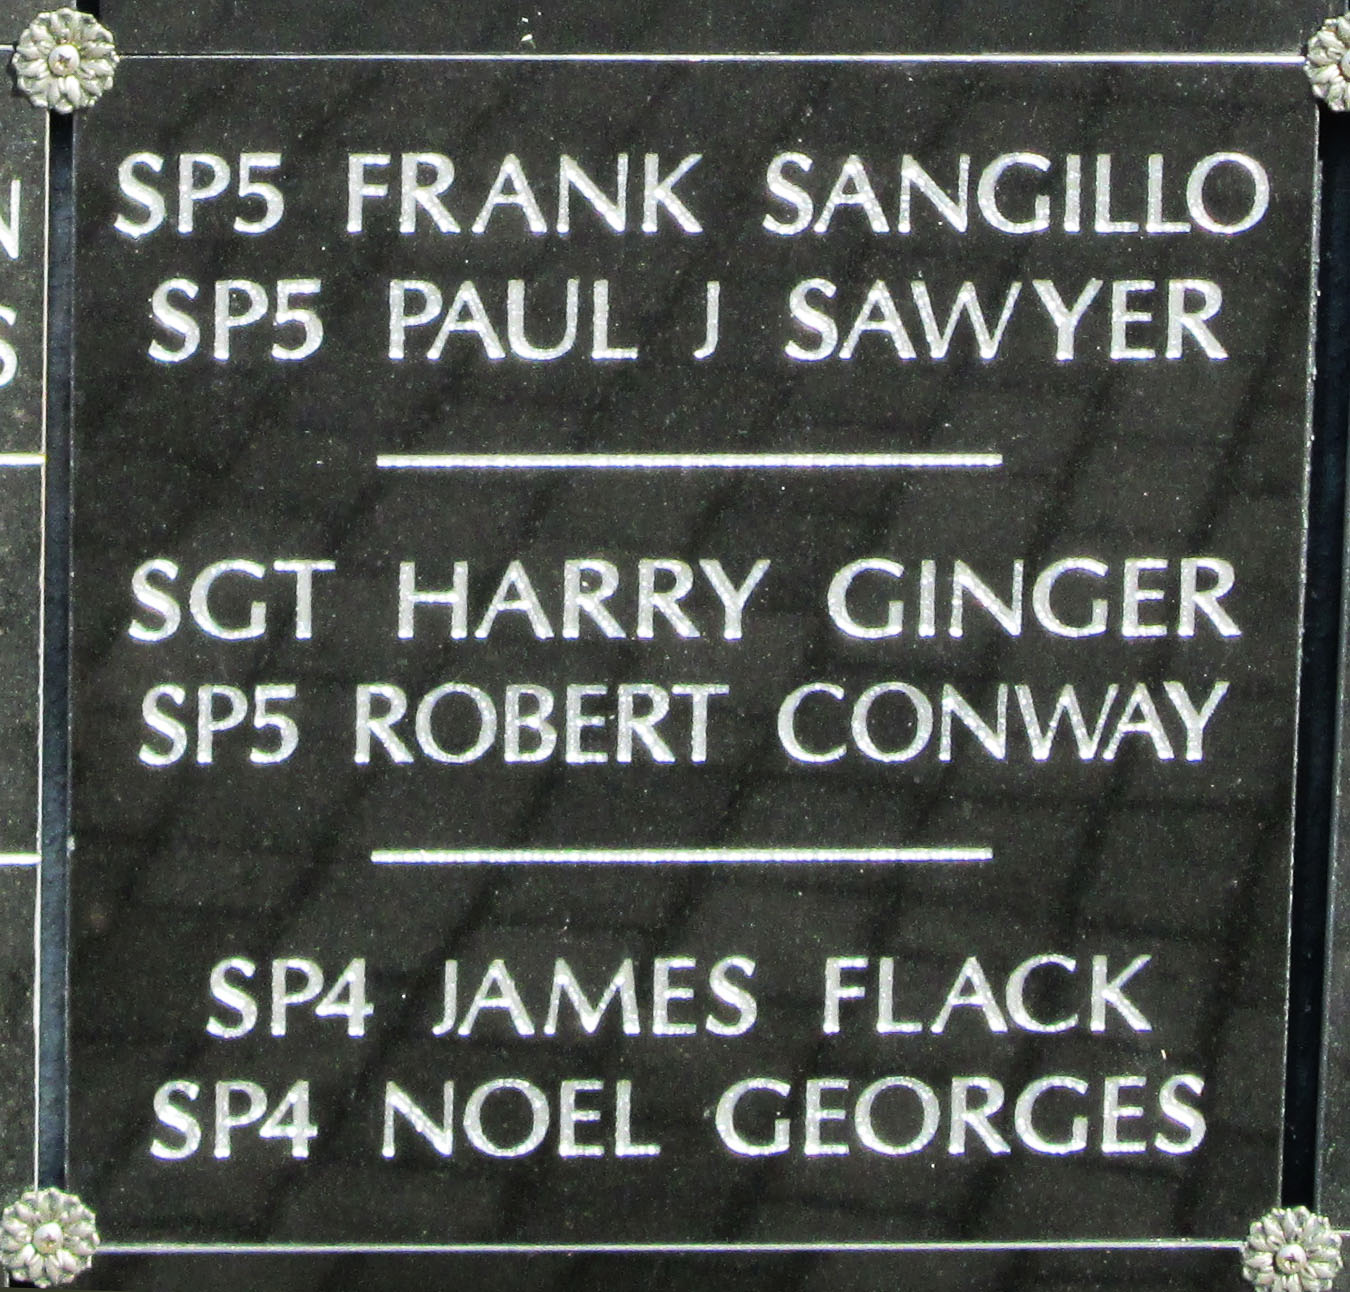 SP5 FRANK SANGILLO
SP5 PAUL J SAWYER
SGT HARRY GINGER
SP5 ROBERT CONWAY
SP4 JAMES FLACK
SP4 NOEL GEORGES